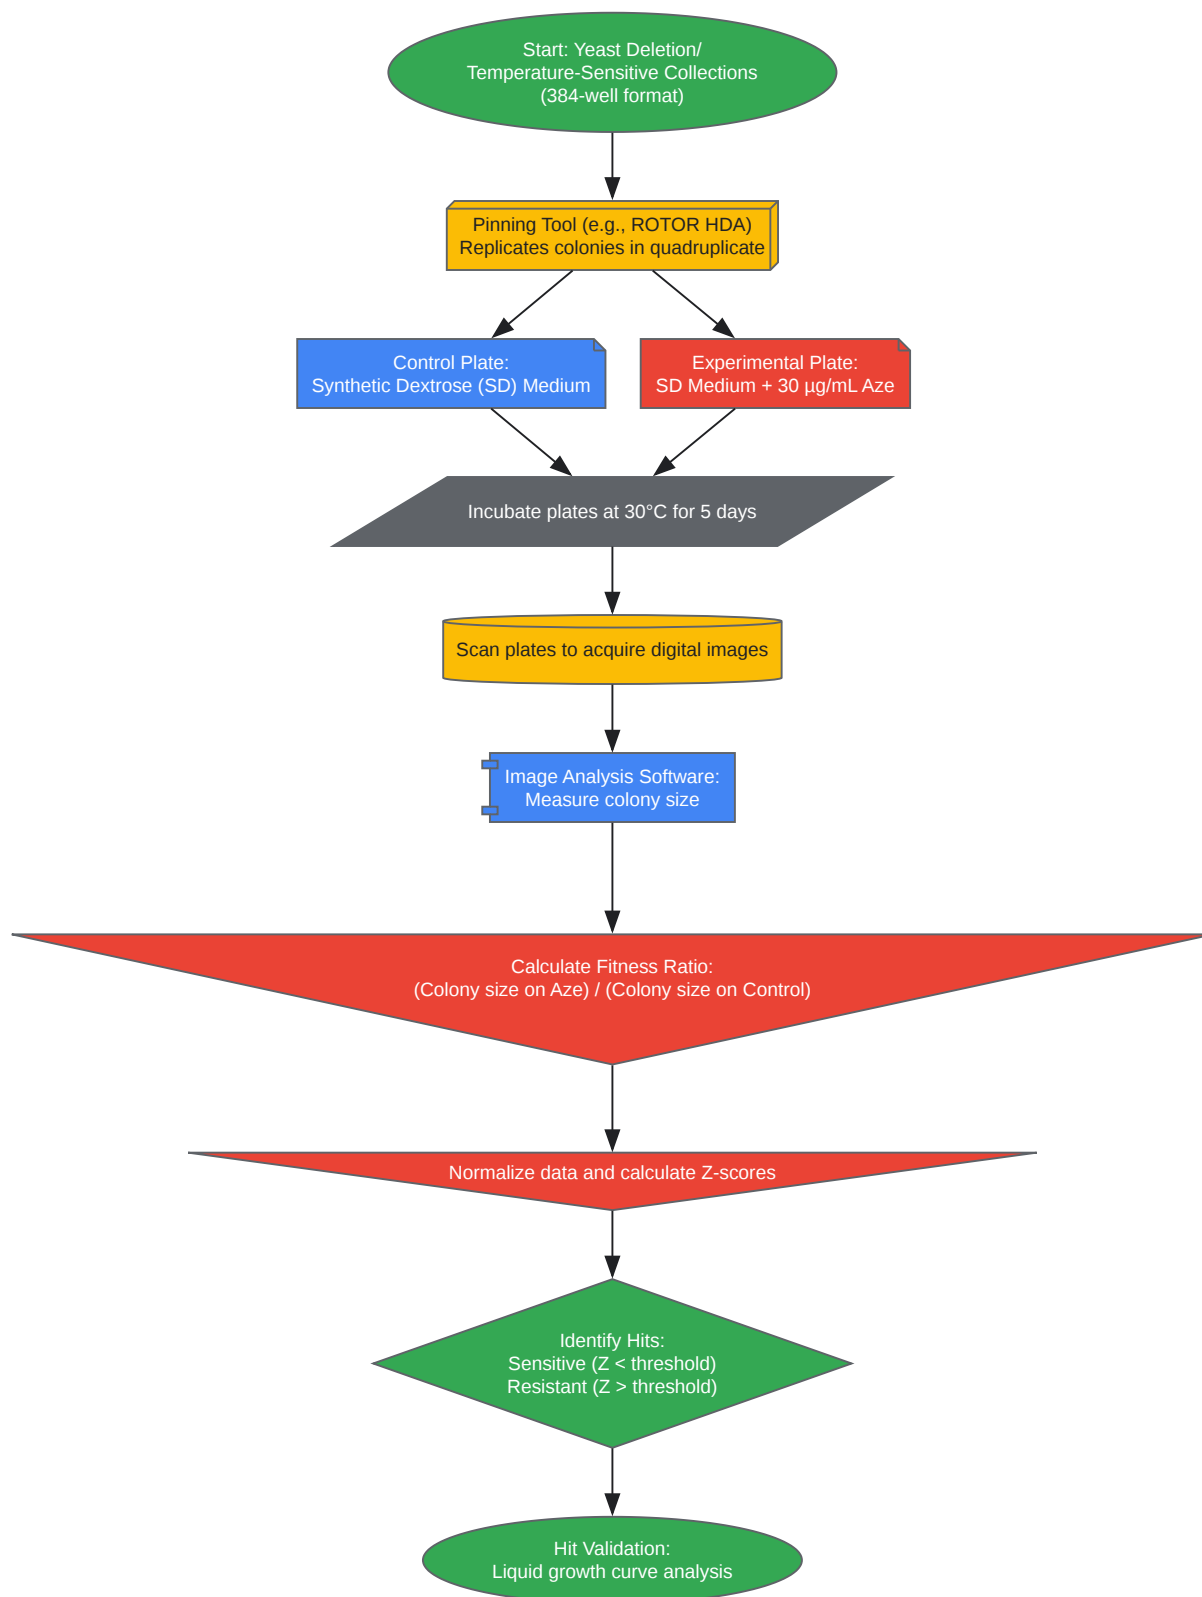 Start: Yeast Deletion/
Temperature-Sensitive Collections
(384-well format)
Pinning Tool (e.g., ROTOR HDA)
Replicates colonies in quadruplicate
Control Plate:
Synthetic Dextrose (SD) Medium
Experimental Plate:
SD Medium + 30 µg/mL Aze
Incubate plates at 30°C for 5 days
Scan plates to acquire digital images
Image Analysis Software:
Measure colony size
Calculate Fitness Ratio:
(Colony size on Aze) / (Colony size on Control)
Normalize data and calculate Z-scores
Identify Hits:
Sensitive (Z < threshold)
Resistant (Z > threshold)
Hit Validation:
Liquid growth curve analysis